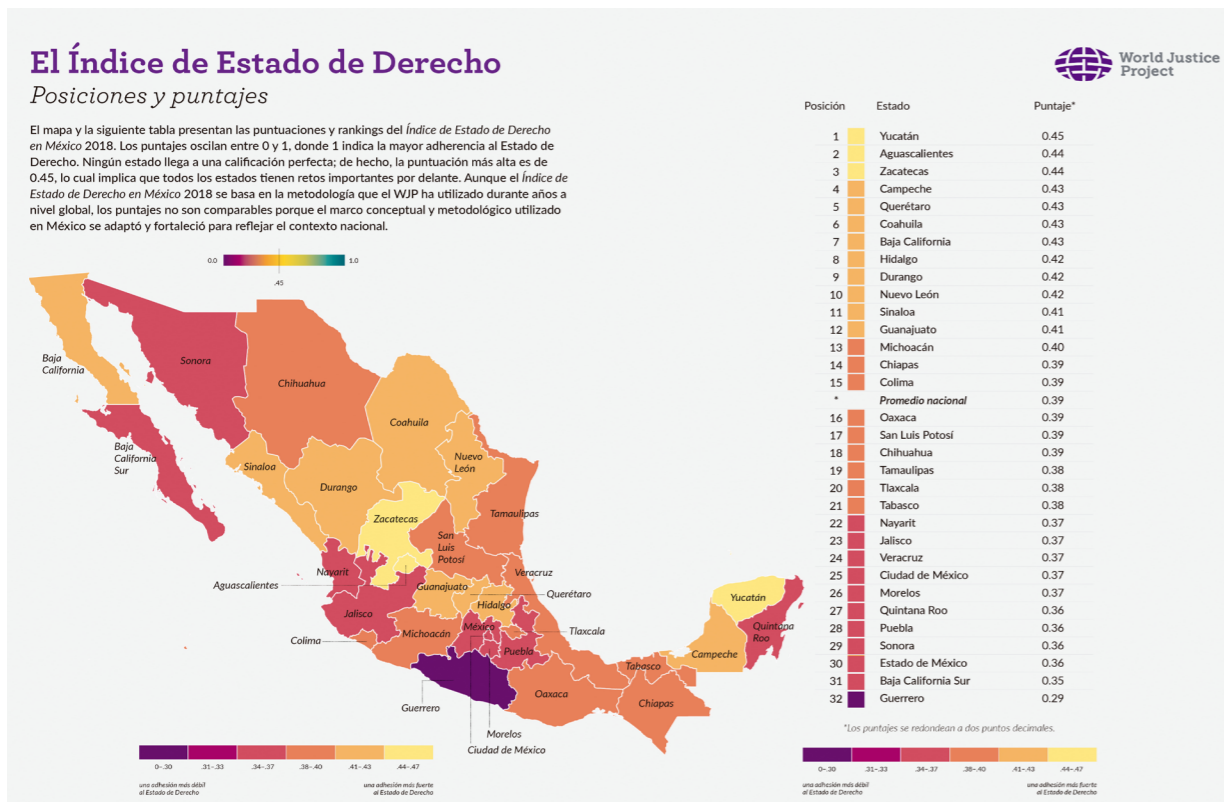 El Índice de Estado de Derecho
Posiciones y puntajes
El mapa y la siguiente tabla presentan las puntuaciones y rankings del Índice de Estado de Derecho
en México 2018. Los puntajes oscilan entre 0 y 1, donde 1 indica la mayor adherencia al Estado de
Derecho. Ningún estado llega a una calificación perfecta; de hecho, la puntuación más alta es de
0.45, lo cual implica que todos los estados tienen retos importantes por delante. Aunque el Índice de
Estado de Derecho en México 2018 se basa en la metodología que el WJP ha utilizado durante años a
nivel global, los puntajes no son comparables porque el marco conceptual y metodológico utilizado
en México se adaptó y fortaleció para reflejar el contexto nacional.
0.0 1.0
.45
Baja
California
Sonora
Chihuahua
Coahuila
Baja
California
Sur
Sinaloa
Nuevo
León
Durango
Zacatecas
Tamaulipas
San
Luis
Potosí
Nayarit
Veracruz
Aguascalientes
Guanajuato
Querétaro
Hidalgo
Yucatán
Jalisco
México
Tlaxcala
Quintana
Roo
Colima
Michoacán
Puebla
Campeche
Tabasco
Oaxaca
Chiapas
Guerrero
Morelos
Ciudad de México
0-.30 .31-.33 .34-.37 .38-.40 .41-.43 .44-.47
una adhesión más débil
al Estado de Derecho
una adhesión más fuerte
al Estado de Derecho
World Justice
Project
Posición Estado Puntaje*
1 Yucatán 0.45
2 Aguascalientes 0.44
3 Zacatecas 0.44
4 Campeche 0.43
5 Querétaro 0.43
6 Coahuila 0.43
7 Baja California 0.43
8 Hidalgo 0.42
9 Durango 0.42
10 Nuevo León 0.42
11 Sinaloa 0.41
12 Guanajuato 0.41
13 Michoacán 0.40
14 Chiapas 0.39
15 Colima 0.39
* Promedio nacional 0.39
16 Oaxaca 0.39
17 San Luis Potosí 0.39
18 Chihuahua 0.39
19 Tamaulipas 0.38
20 Tlaxcala 0.38
21 Tabasco 0.38
22 Nayarit 0.37
23 Jalisco 0.37
24 Veracruz 0.37
25 Ciudad de México 0.37
26 Morelos 0.37
27 Quintana Roo 0.36
28 Puebla 0.36
29 Sonora 0.36
30 Estado de México 0.36
31 Baja California Sur 0.35
32 Guerrero 0.29
*Los puntajes se redondean a dos puntos decimales.
0-.30 .31-.33 .34-.37 .38-.40 .41-.43 .44-.47
una adhesión más débil
al Estado de Derecho
una adhesión más fuerte
al Estado de Derecho